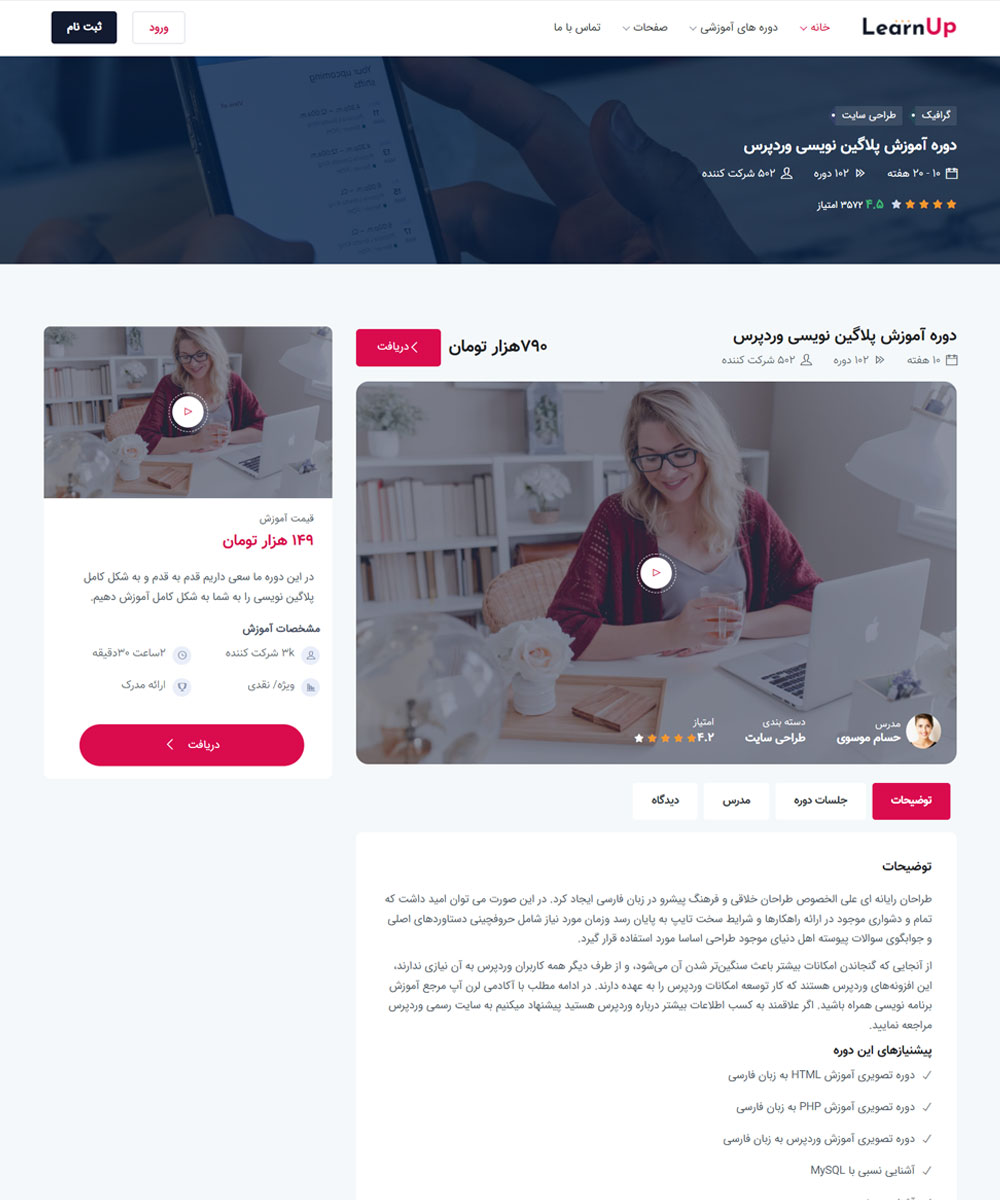 LearnUp
خانه
دوره های آموزشی
صفحات
تماس با ما
ورود
ثبت نام
گرافیک
طراحی سایت
دوره آموزش پلاگین نویسی وردپرس
۱۰ - ۲۰ هفته
۱۰۲ دوره
۵۰۲ شرکت کننده
۴٫۵ ۳۵۷۲ امتیاز
دوره آموزش پلاگین نویسی وردپرس
۱۰ هفته
۱۰۲ دوره
۵۰۲ شرکت کننده
۷۹۰هزار تومان
دریافت
مدرس
حسام موسوی
دسته بندی
طراحی سایت
امتیاز
۴.۲
توضیحات
جلسات دوره
مدرس
دیدگاه
توضیحات
طراحان رایانه ای علی الخصوص طراحان خلاقی و فرهنگ پیشرو در زبان فارسی ایجاد کرد. در این صورت می توان امید داشت که
تمام و دشواری موجود در ارائه راهکارها و شرایط سخت تایپ به پایان رسد وزمان مورد نیاز شامل حروفچینی دستاوردهای اصلی
و جوابگوی سوالات پیوسته اهل دنیای موجود طراحی اساسا مورد استفاده قرار گیرد.
از آنجایی که گنجاندن امکانات بیشتر باعث سنگین‌تر شدن آن می‌شود، و از طرف دیگر همه کاربران وردپرس به آن نیازی ندارند،
این افزونه‌های وردپرس هستند که کار توسعه امکانات وردپرس را به عهده دارند. در ادامه مطلب با آکادمی لرن آپ مرجع آموزش
برنامه نویسی همراه باشید. اگر علاقمند به کسب اطلاعات بیشتر درباره وردپرس هستید پیشنهاد میکنیم به سایت رسمی وردپرس
مراجعه نمایید.
پیشنیازهای این دوره
دوره تصویری آموزش HTML به زبان فارسی
دوره تصویری آموزش PHP به زبان فارسی
دوره تصویری آموزش وردپرس به زبان فارسی
آشنایی نسبی با MySQL
قیمت آموزش
۱۴۹ هزار تومان
در این دوره ما سعی داریم قدم به قدم و به شکل کامل
پلاگین نویسی را به شما به شکل کامل آموزش دهیم.
مشخصات آموزش
۳k شرکت کننده
۲ساعت ۳۰دقیقه
ویژه/ نقدی
ارائه مدرک
دریافت